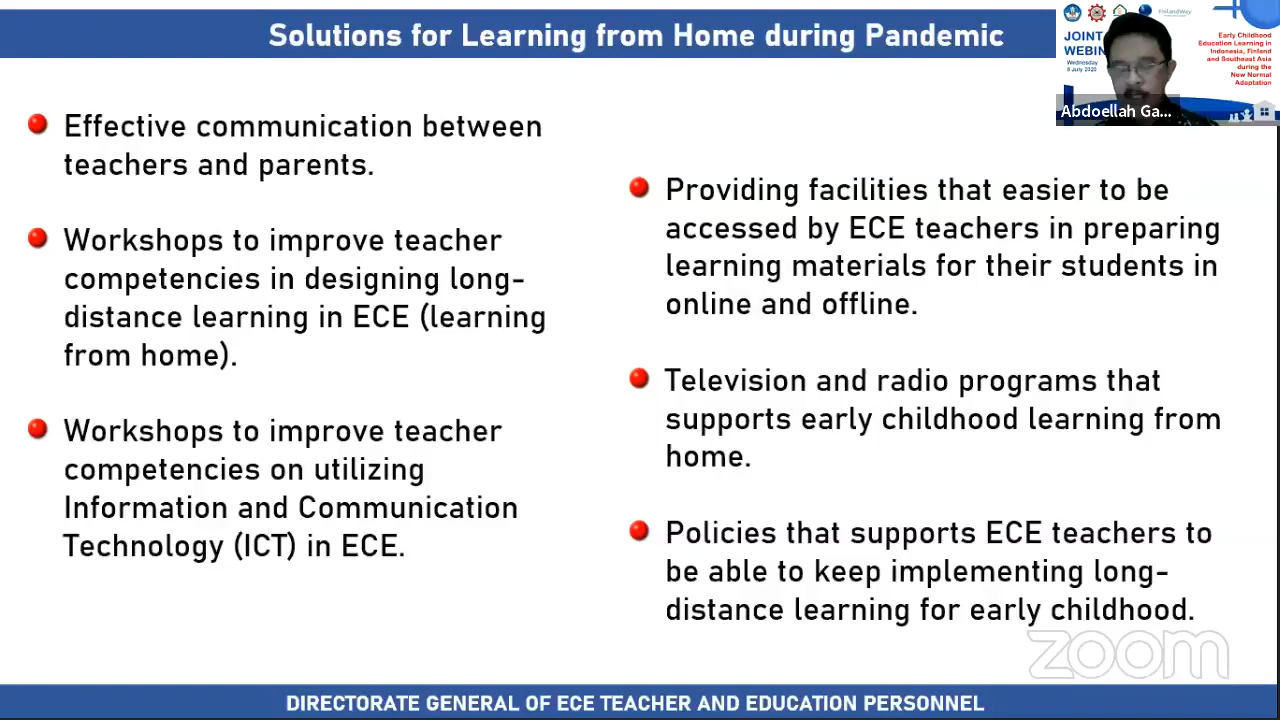 Solutions for Learning from Home during Pandemic
Effective communication between
teachers and parents.
Workshops to improve teacher
competencies in designing long-
distance learning in ECE (learning
from home).
Workshops to improve teacher
competencies on utilizing
Information and Communication
Technology (ICT) in ECE.
Providing facilities that easier to be
accessed by ECE teachers in preparing
learning materials for their students in
online and offline.
Television and radio programs that
supports early childhood learning from
home.
Policies that supports ECE teachers to
be able to keep implementing long-
distance learning for early childhood.
FinlandWay
JOINT
WEBIN
Wednesday
8 July 2020
Early Childhood
Education Learning in
Indonesia, Finland
and Southeast Asia
during the
New Normal
Adaptation
Abdoellah Ga...
zoom
DIRECTORATE GENERAL OF ECE TEACHER AND EDUCATION PERSONNEL